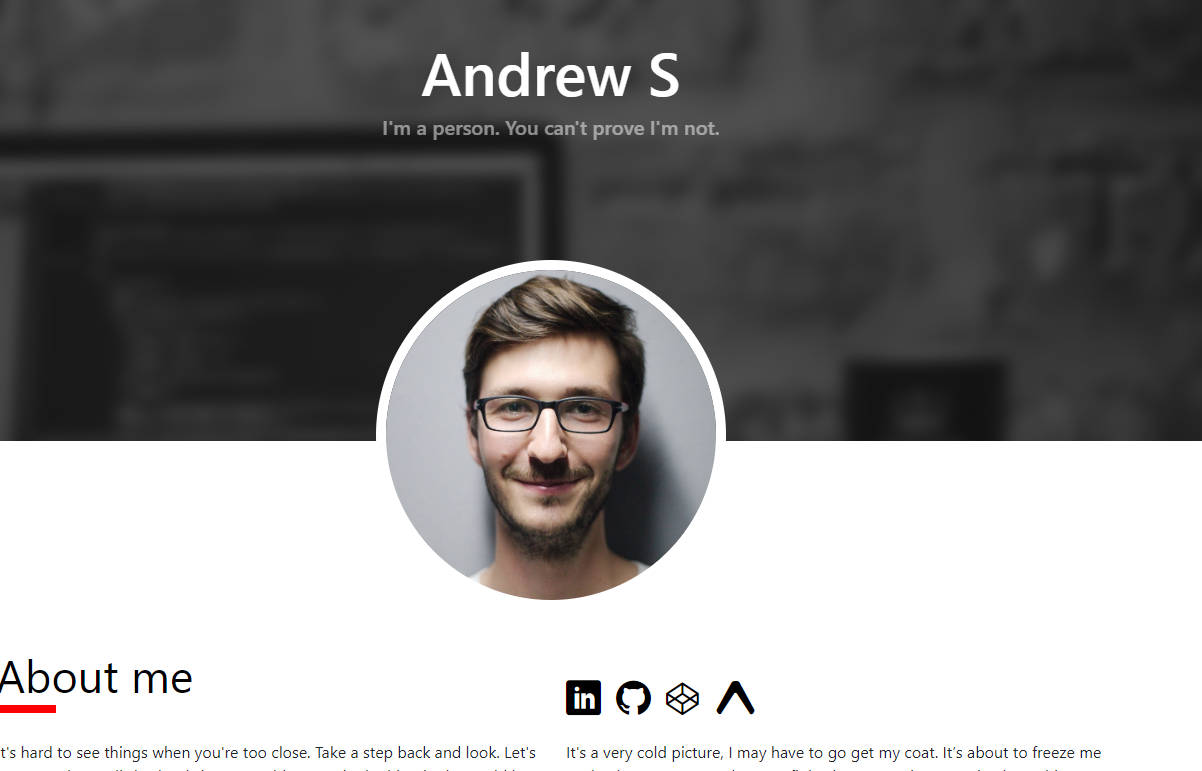 Andrew S
I'm a person. You can't prove I'm not.
About me
in
t's hard to see things when you're too close. Take a step back and look. Let's
It's a very cold picture, I may have to go get my coat. It’s about to freeze me